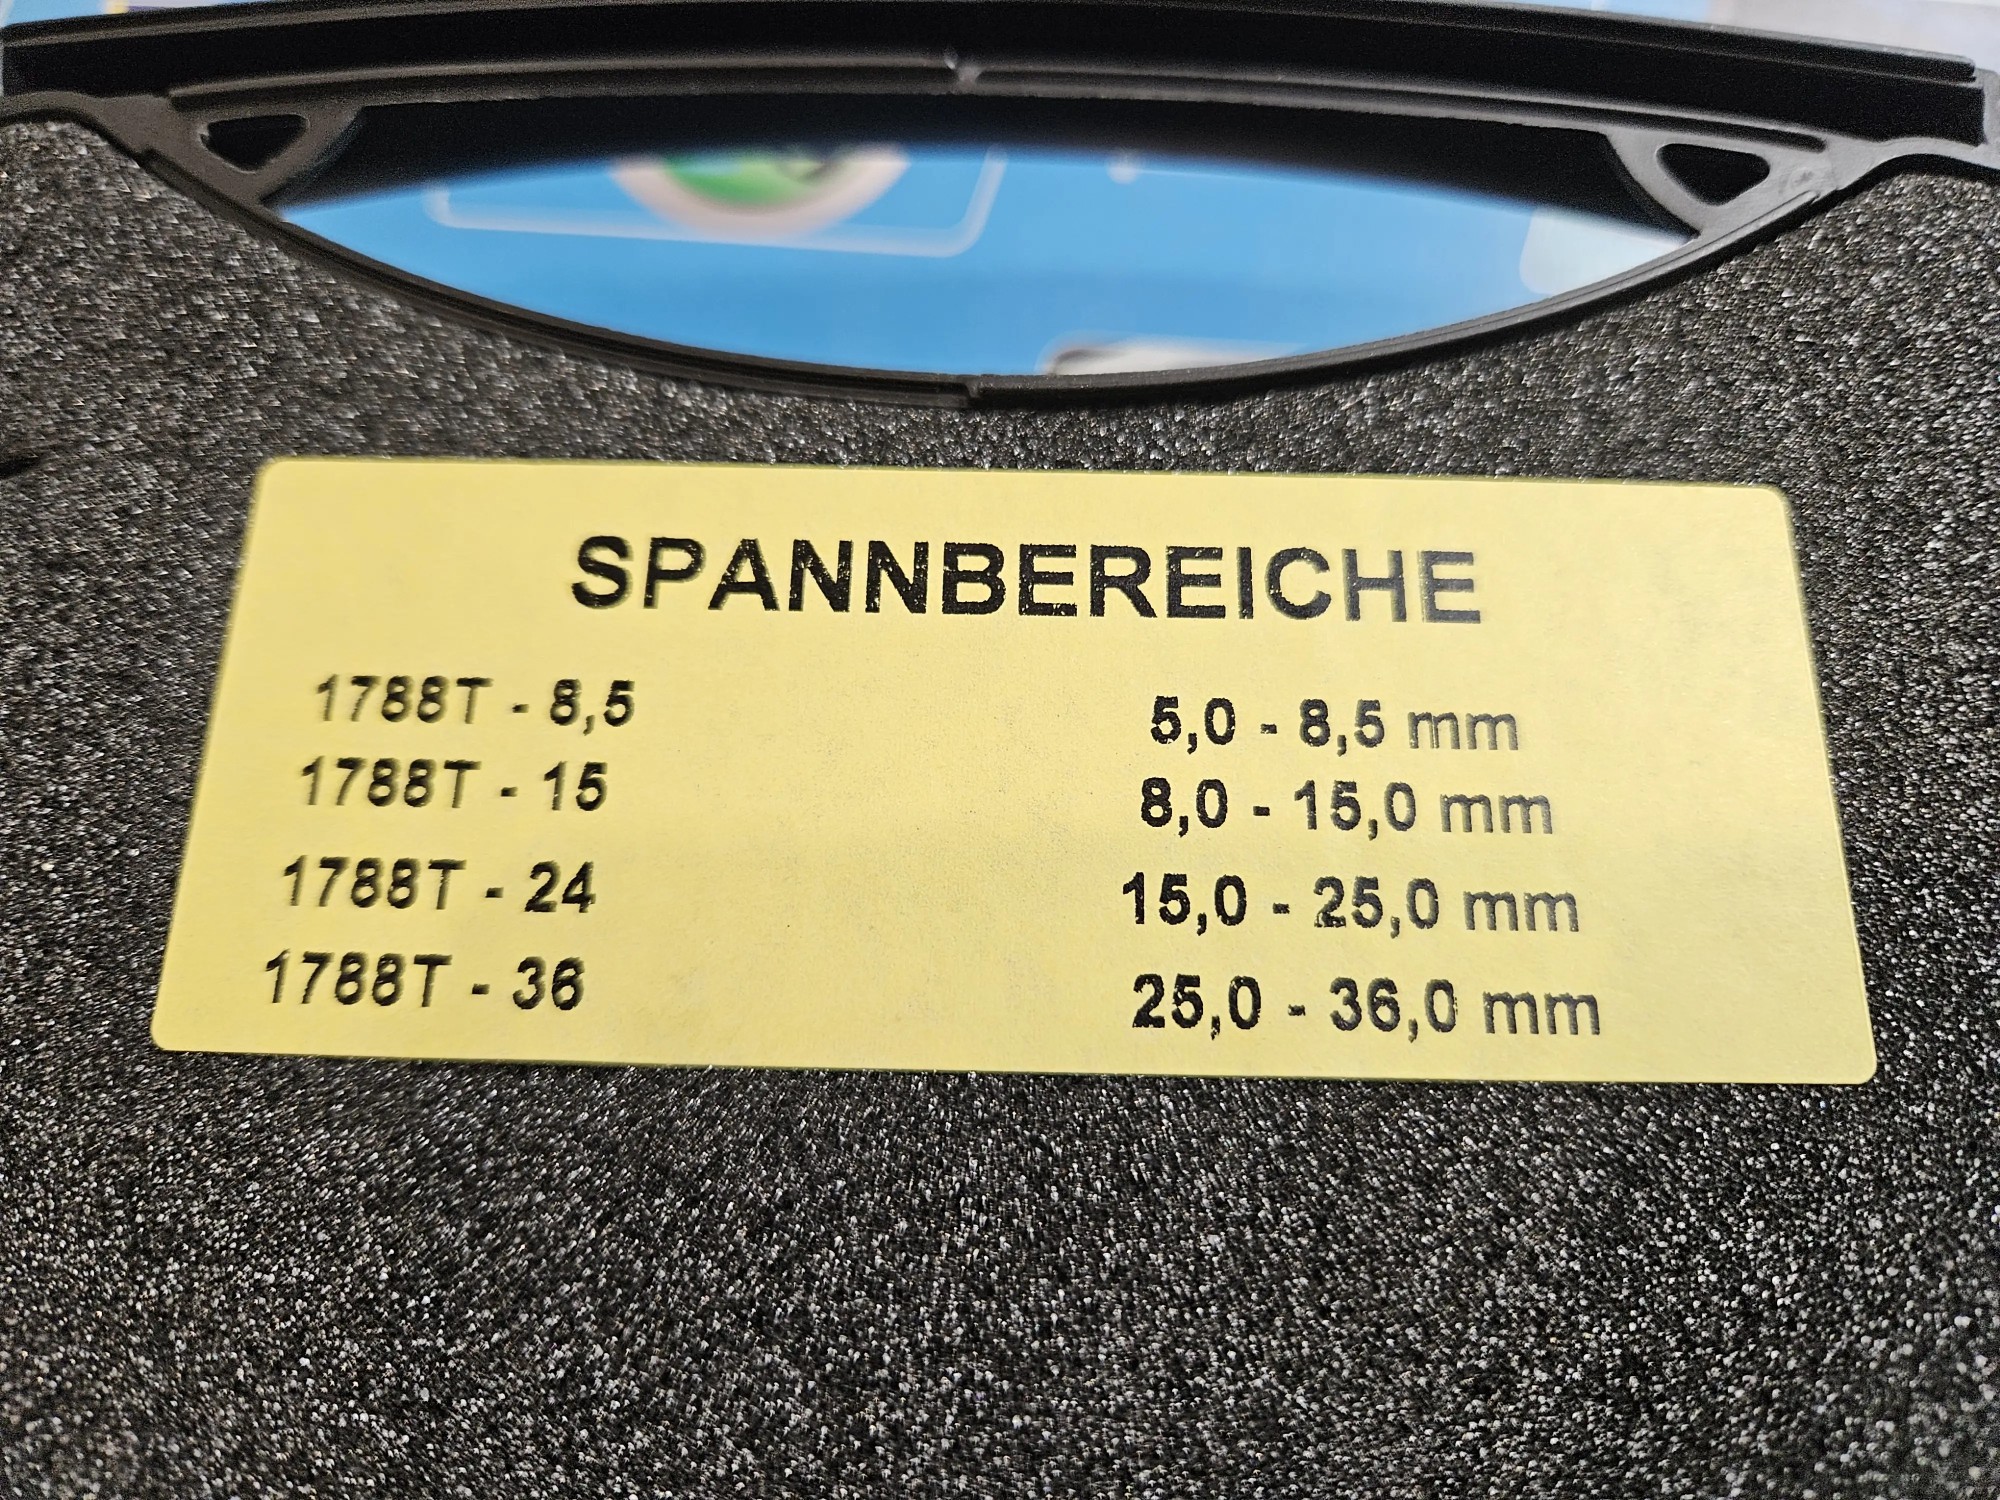 SPANNBEREICHE
1788T - 8,5 5,0 - 8,5 mm
1788T - 15 8,0 - 15,0 mm
1788T - 24 15,0 - 25,0 mm
1788T - 36 25,0 - 36,0 mm